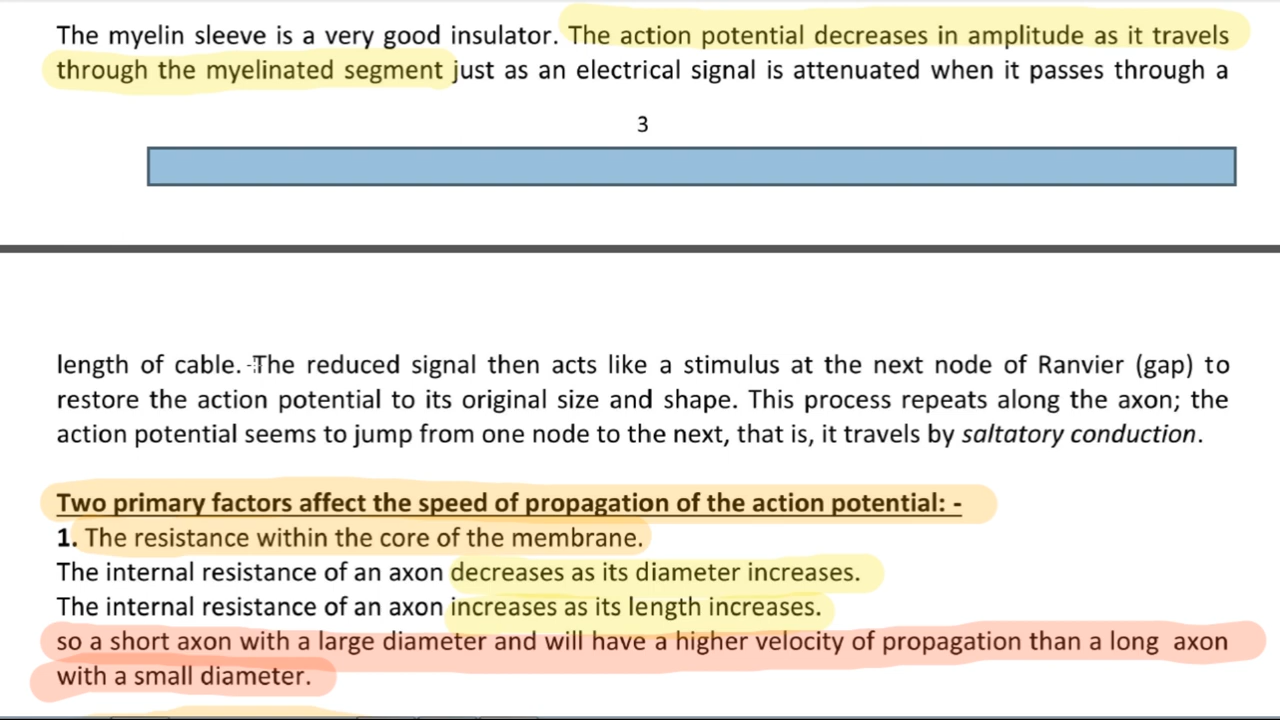 The myelin sleeve is a very good insulator. The action potential decreases in amplitude as it travels
through the myelinated segment just as an electrical signal is attenuated when it passes through a
3
length of cable. The reduced signal then acts like a stimulus at the next node of Ranvier (gap) to
restore the action potential to its original size and shape. This process repeats along the axon; the
action potential seems to jump from one node to the next, that is, it travels by saltatory conduction.
Two primary factors affect the speed of propagation of the action potential: -
1. The resistance within the core of the membrane.
The internal resistance of an axon decreases as its diameter increases.
The internal resistance of an axon increases as its length increases.
so a short axon with a large diameter and will have a higher velocity of propagation than a long axon
with a small diameter.